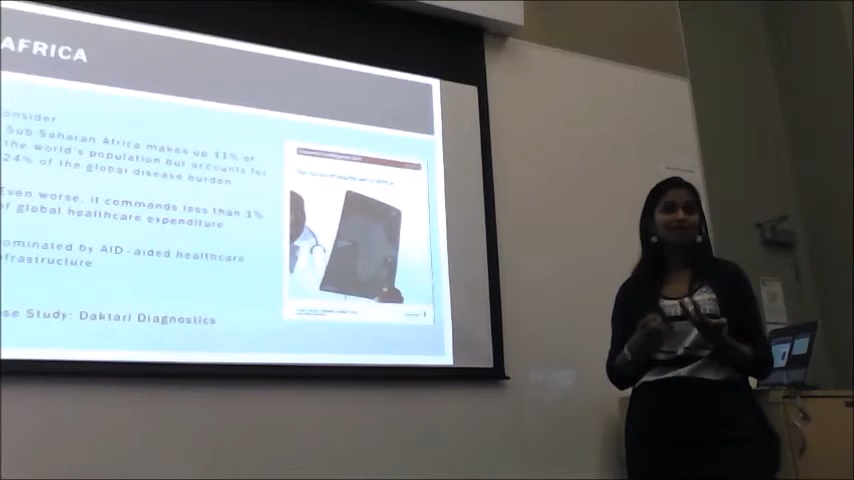 AFRICA
onsider
Sub Saharan Africa makes up 11% of
the world's population but accounts for
24% of the global disease burden
Even worse, it commands less than 1%
of global healthcare expenditure
ominated by AID-aided healthcare
nfrastructure
se Study: Daktari Diagnostics